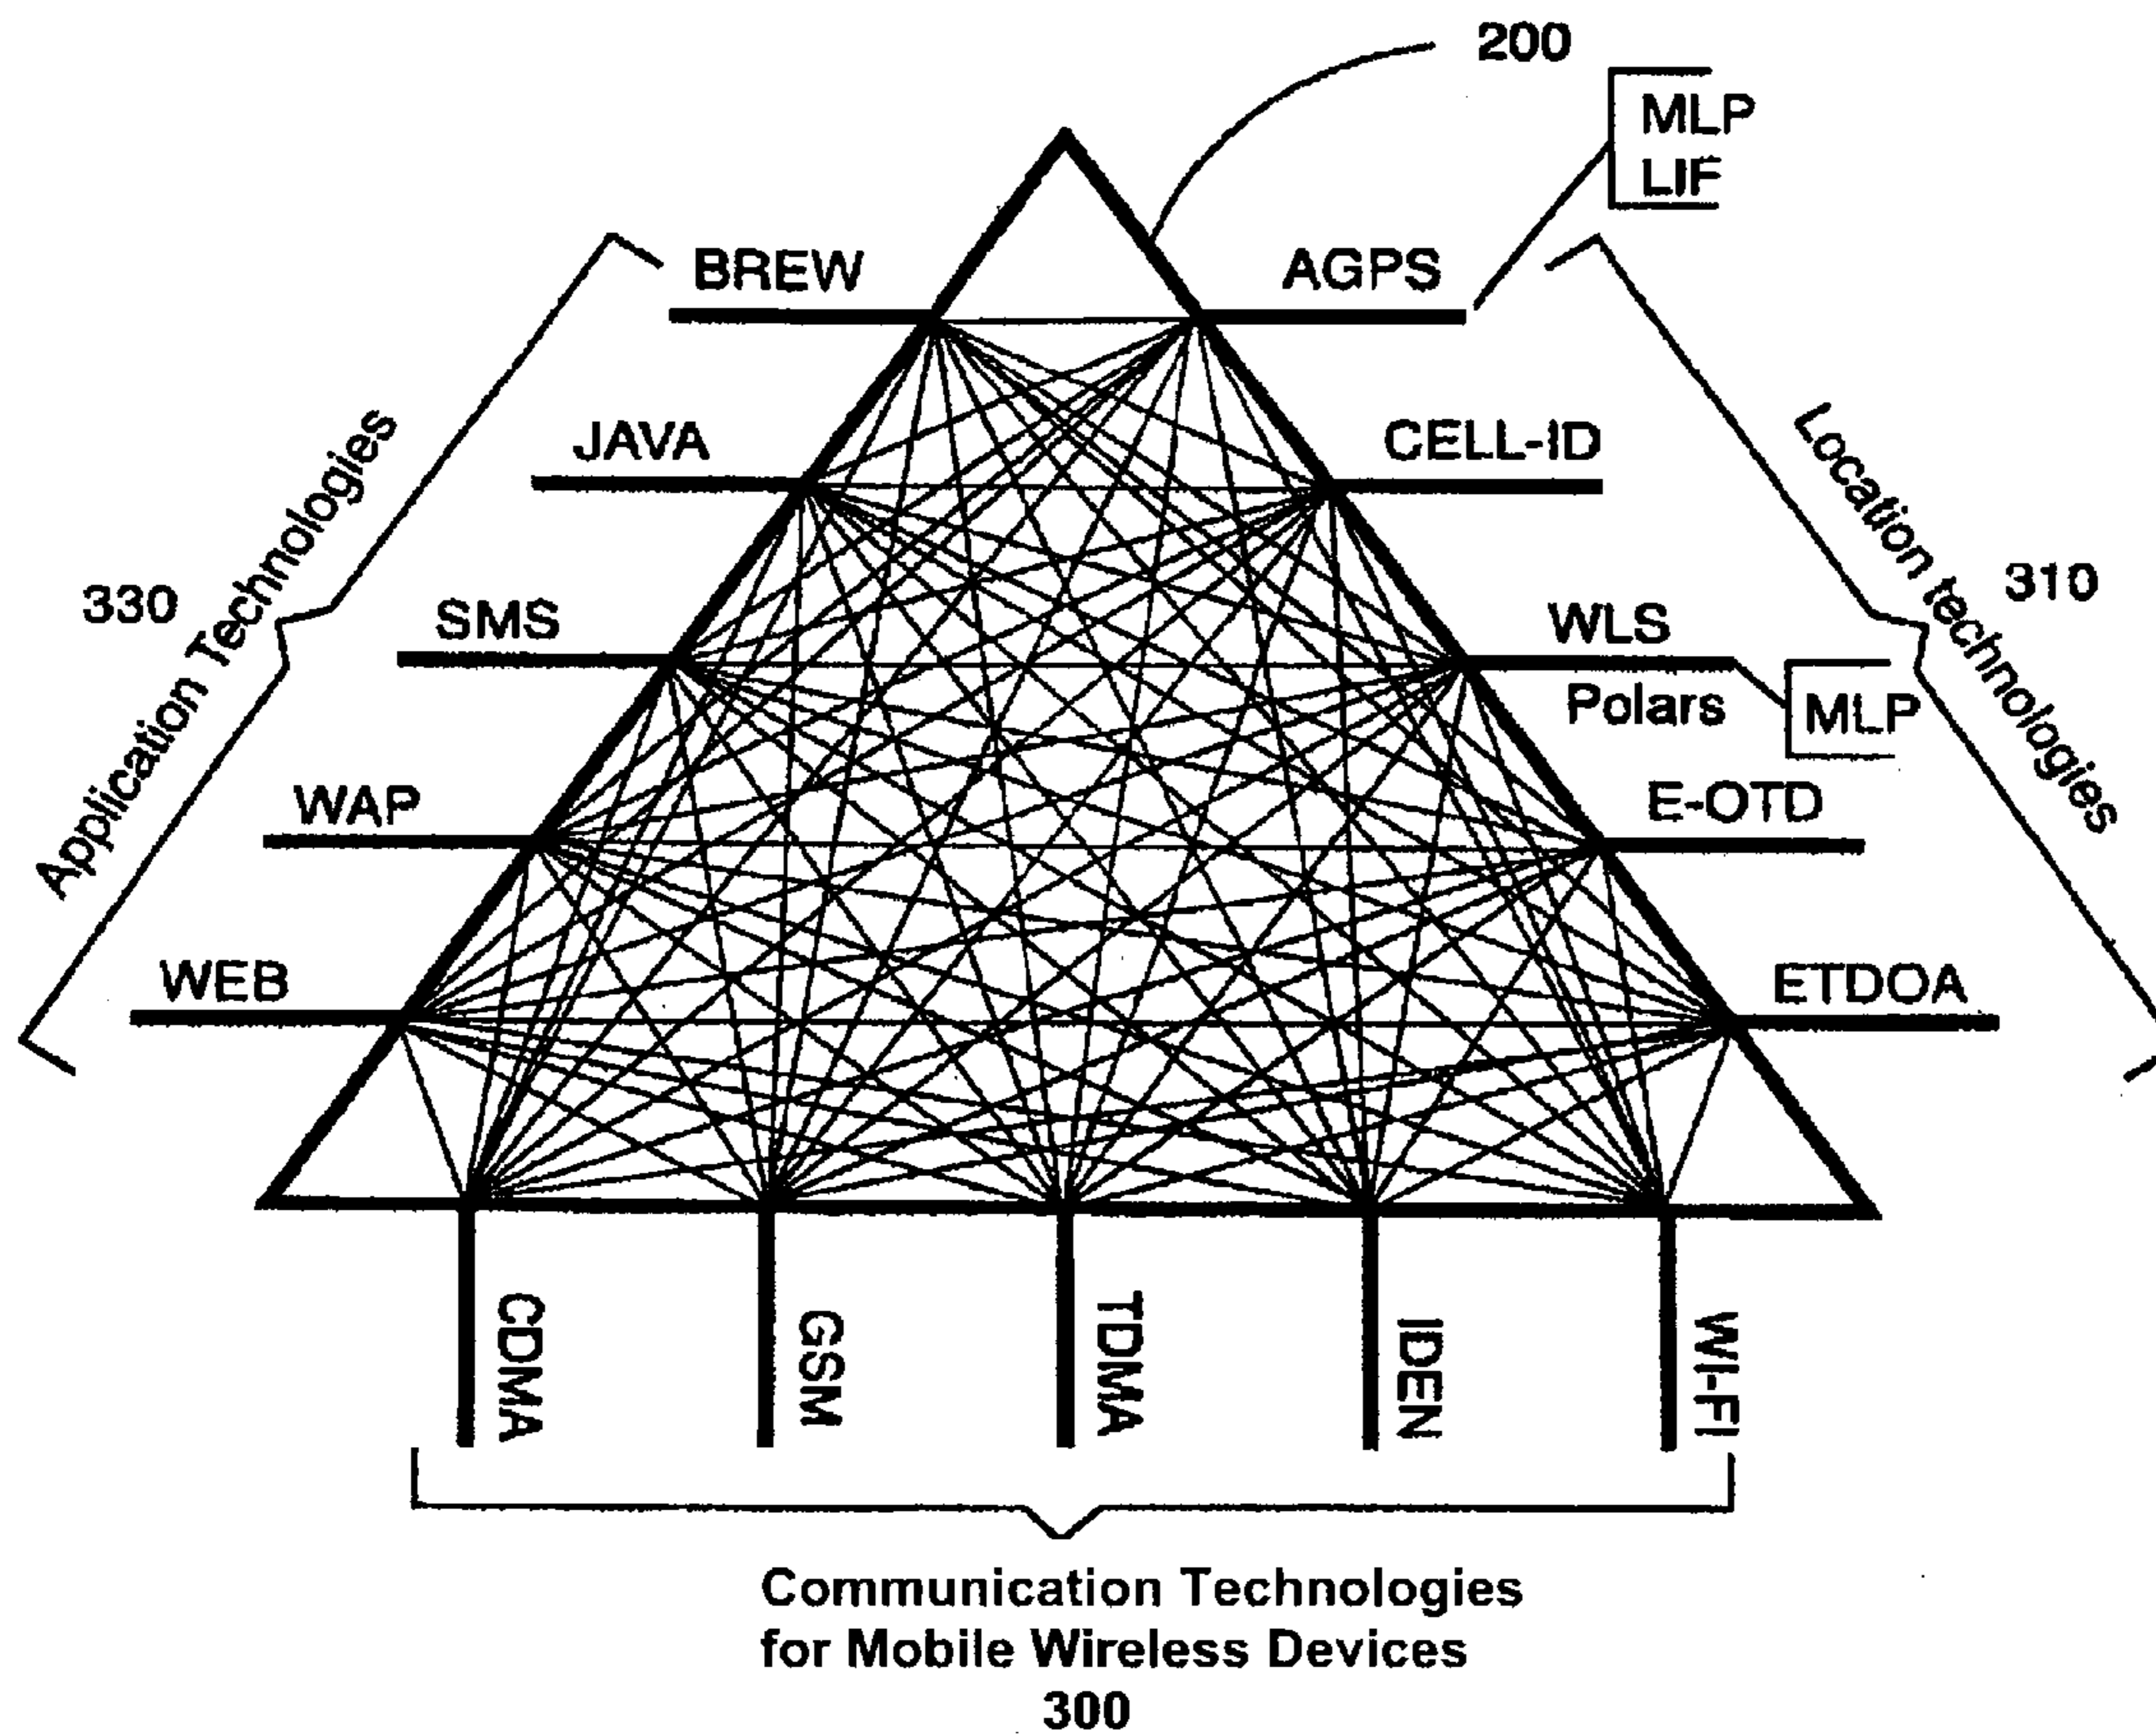 200
MLP
LIF
BREW
AGPS
JAVA
CELL-ID
Application Technologies
330
Location technologies
310
SMS
WLS
Polars
MLP
WAP
E-OTD
WEB
ETDOA
CDMA
GSM
TDMA
IDEN
WI-FI
Communication Technologies
for Mobile Wireless Devices
300